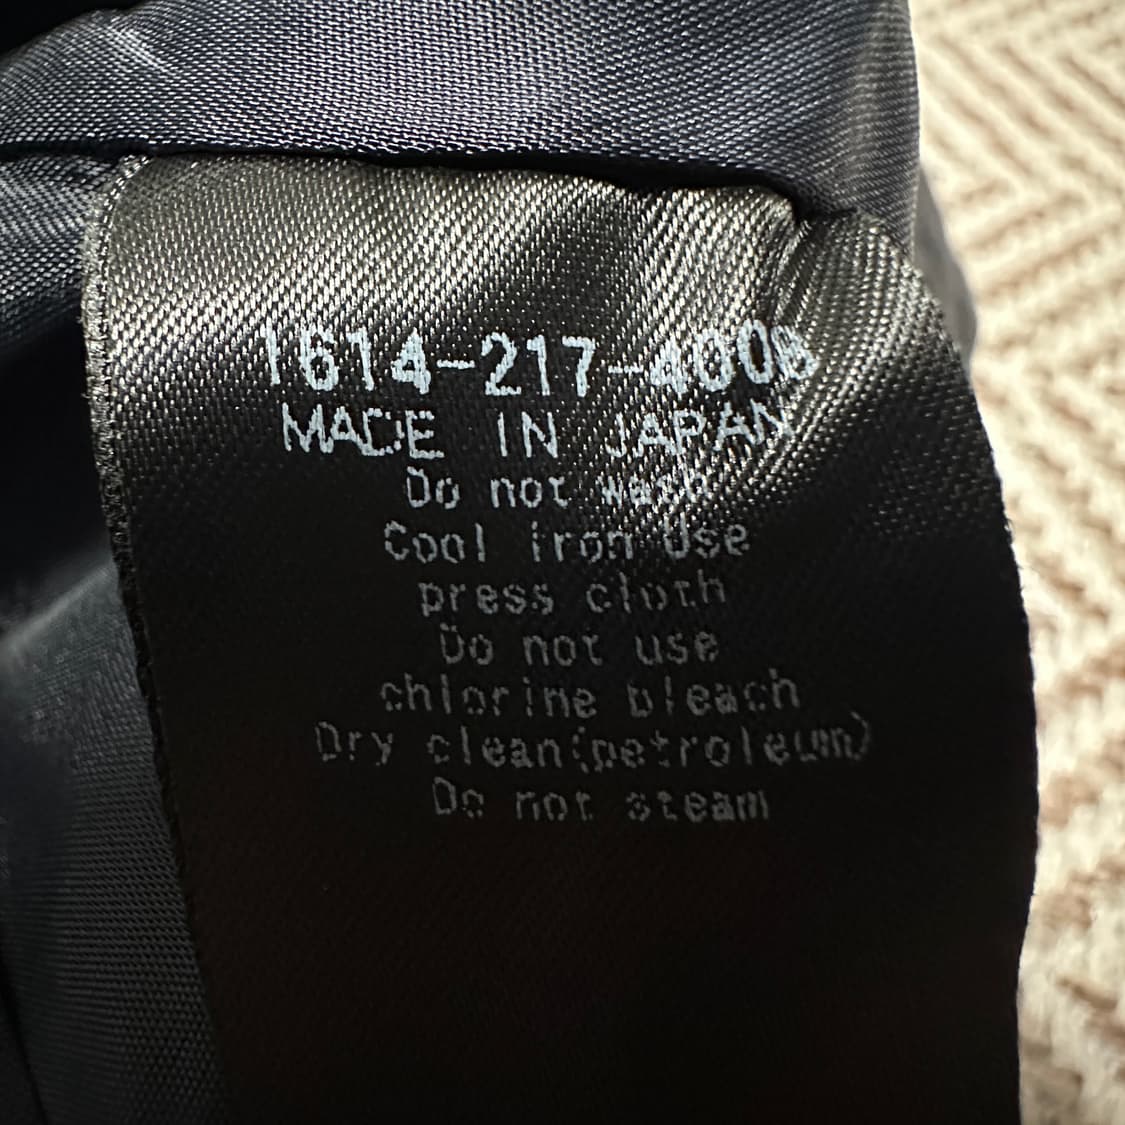 1614-217-4008
MADE IN JAPAN
Do not wash
Cool iron Use
press cloth
Do not use
chlorine bleach
Dry clean(petroleum)
Do not steam